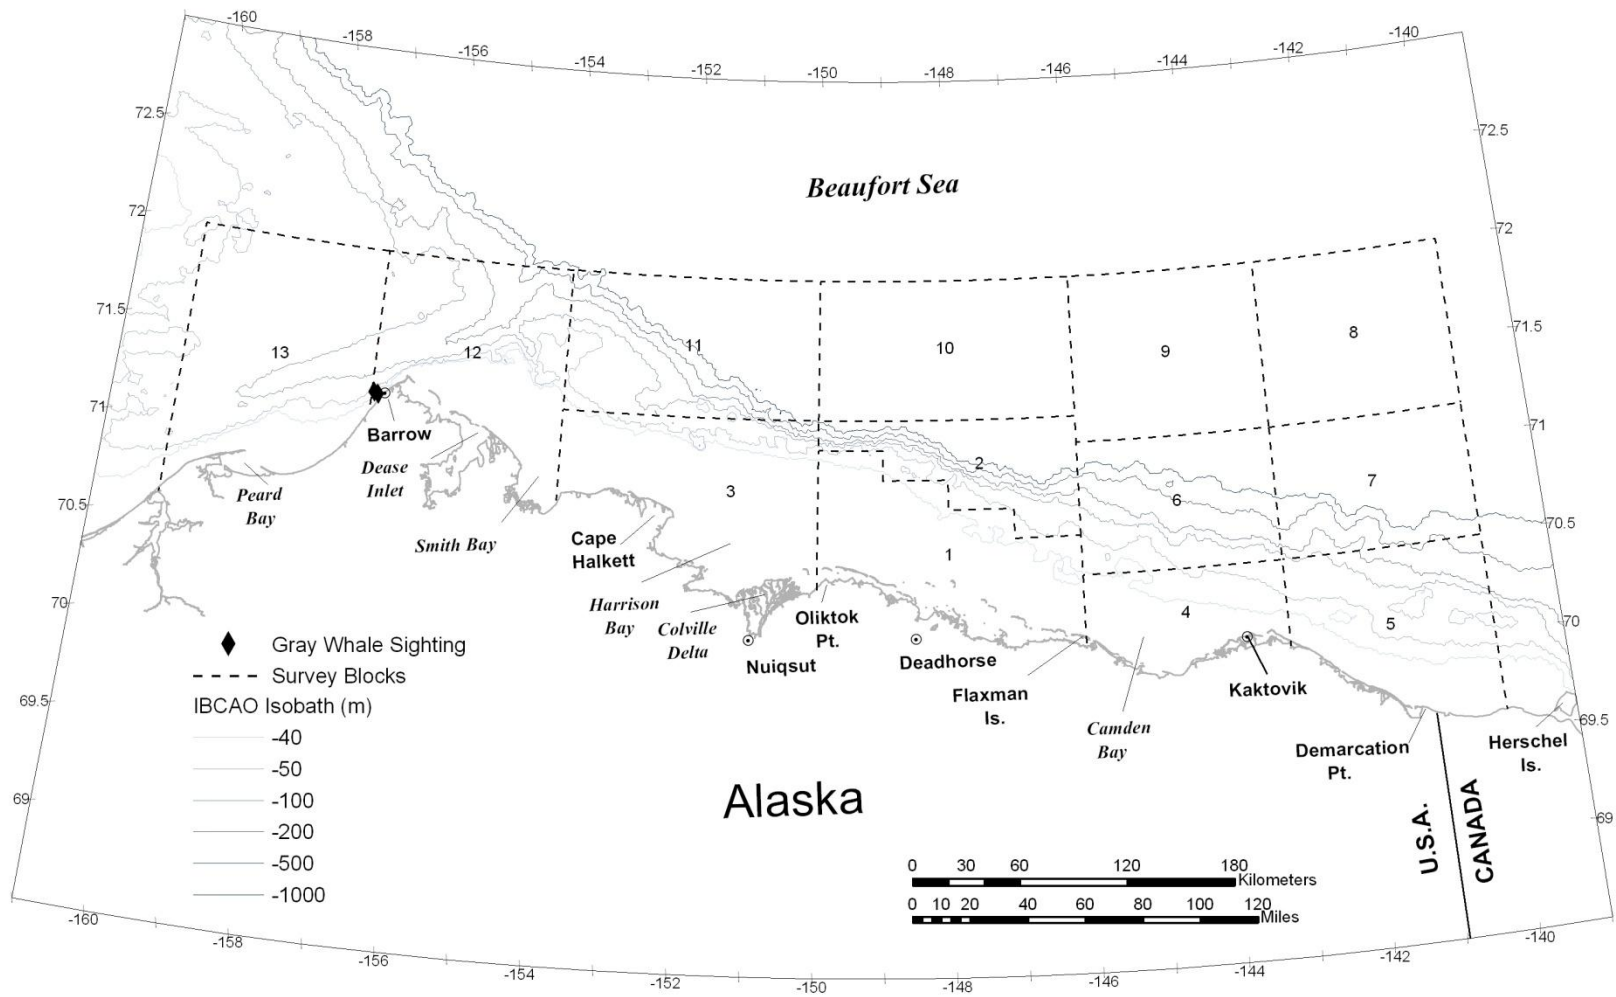 -160
-158
-156
-154
-152
-150
-148
-146
-144
-142
-140
72.5
72.5
Beaufort Sea
72
72
71.5
71.5
13
12
11
10
9
8
71
71
Barrow
Dease
Inlet
Peard
Bay
Smith Bay
3
2
6
7
70.5
70.5
Cape
Halkett
1
Harrison
Bay
Colville
Delta
Nuiqsut
Oliktok
Pt.
Deadhorse
Flaxman
Is.
4
5
70
70
Kaktovik
Camden
Bay
Demarcation
Pt.
Herschel
Is.
69.5
69.5
Gray Whale Sighting
Survey Blocks
IBCAO Isobath (m)
-40
-50
-100
-200
-500
-1000
Alaska
U.S.A.
CANADA
69
69
0 30 60 120 180
Kilometers
0 10 20 40 60 80 100 120
Miles
-160
-158
-156
-154
-152
-150
-148
-146
-144
-142
-140